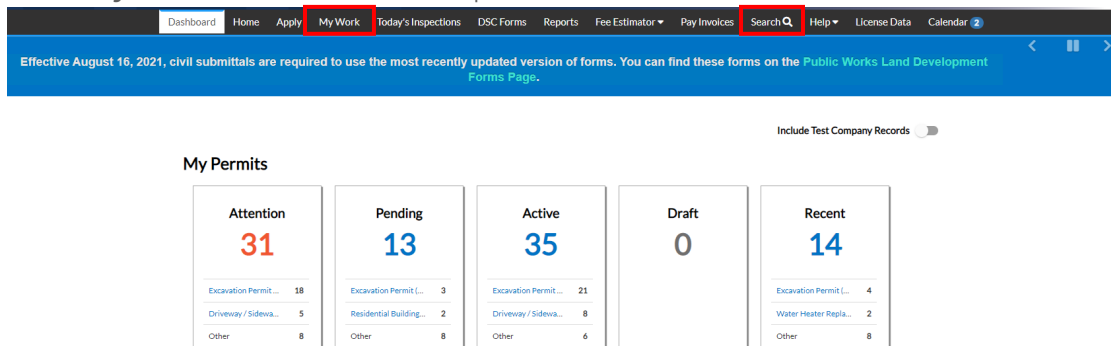 Dashboard Home Apply My Work Today's Inspections DSC Forms Reports Fee Estimator Pay Invoices Search Help License Data Calendar 2
Effective August 16, 2021, civil submittals are required to use the most recently updated version of forms. You can find these forms on the Public Works Land Development
Forms Page.
Include Test Company Records
My Permits
Attention Pending Active Draft Recent
31 13 35 0 14
Excavation Permit ... 18 Excavation Permit (... 3 Excavation Permit ... 21 Excavation Permit (... 4
Driveway / Sidewa... 5 Residential Building... 2 Driveway / Sidewa... 8 Water Heater Repla... 2
Other 8 Other 8 Other 6 Other 8